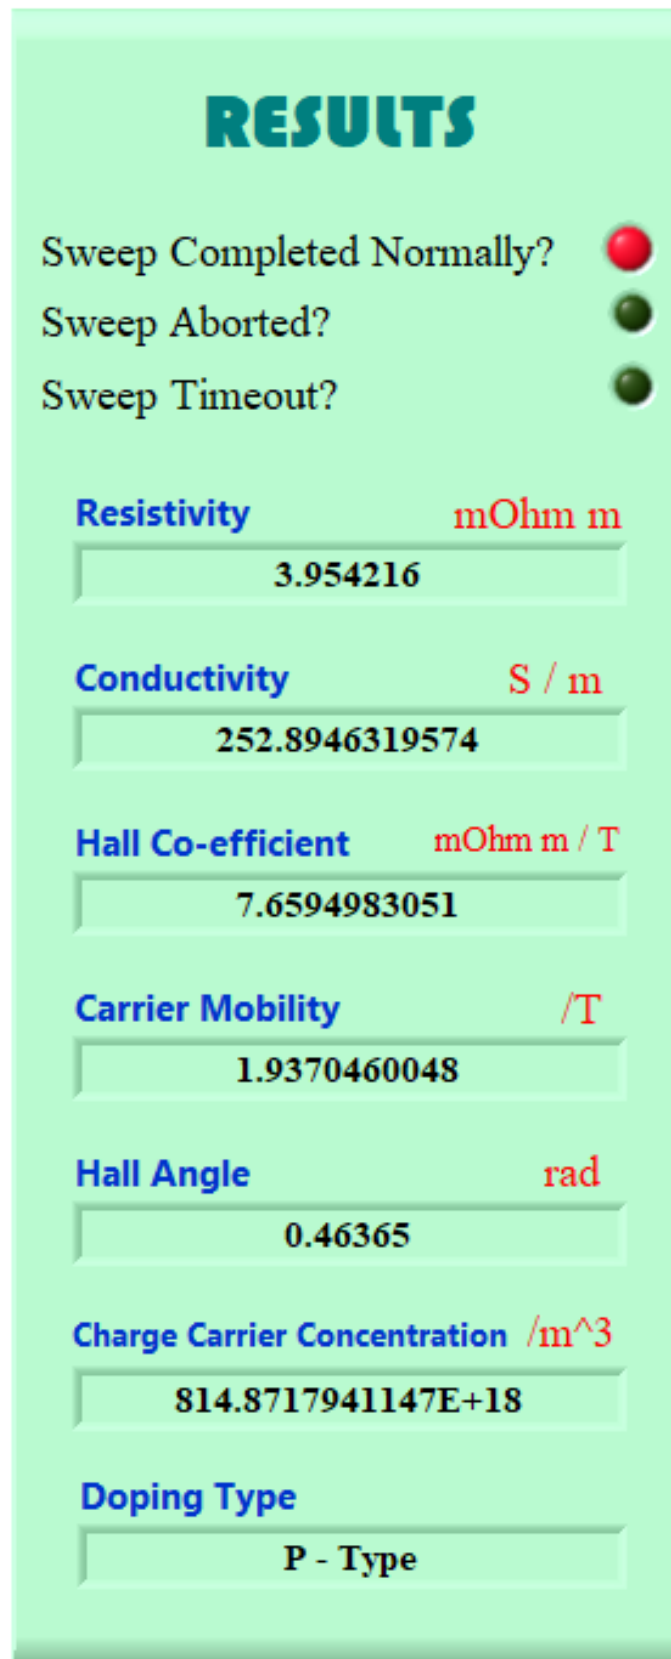 RESULTS
Sweep Completed Normally?
Sweep Aborted?
Sweep Timeout?
Resistivity mOhm m
3.954216
Conductivity S / m
252.8946319574
Hall Co-efficient mOhm m / T
7.6594983051
Carrier Mobility /T
1.9370460048
Hall Angle rad
0.46365
Charge Carrier Concentration /m^3
814.8717941147E+18
Doping Type
P - Type